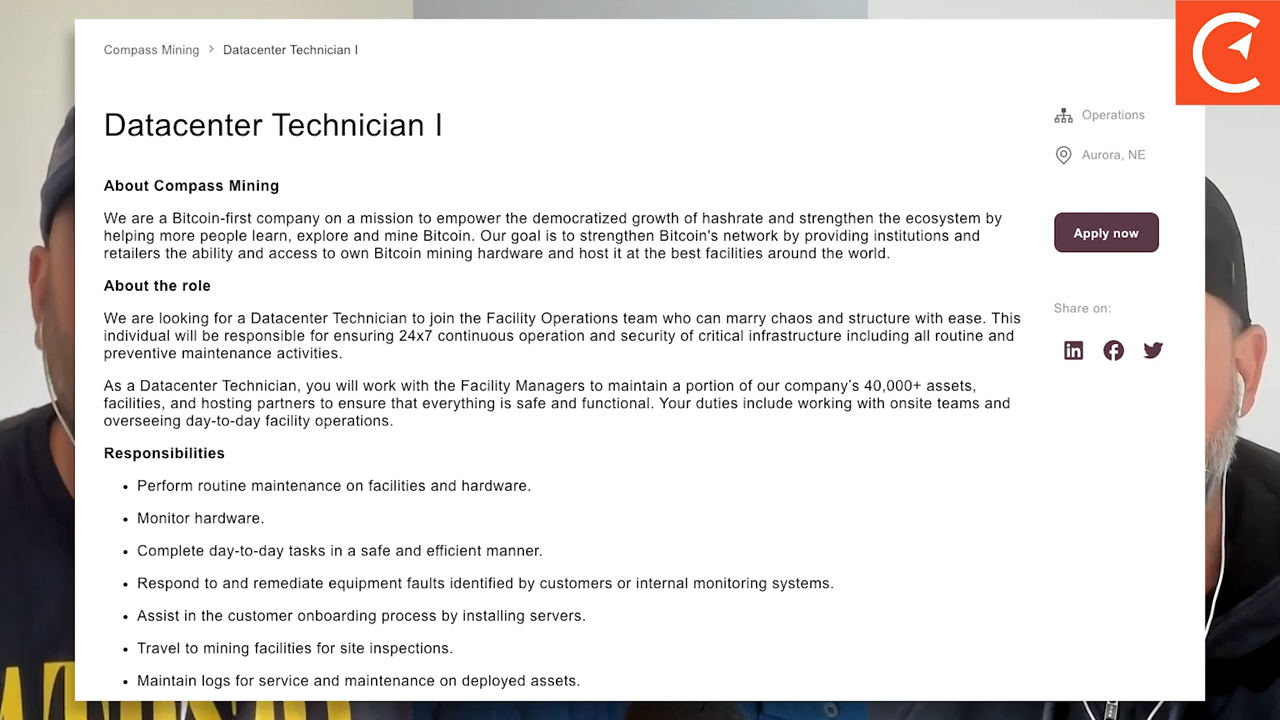 Compass Mining > Datacenter Technician I
Datacenter Technician I
Operations
Aurora, NE
Apply now
Share on:
About Compass Mining
We are a Bitcoin-first company on a mission to empower the democratized growth of hashrate and strengthen the ecosystem by
helping more people learn, explore and mine Bitcoin. Our goal is to strengthen Bitcoin's network by providing institutions and
retailers the ability and access to own Bitcoin mining hardware and host it at the best facilities around the world.
About the role
We are looking for a Datacenter Technician to join the Facility Operations team who can marry chaos and structure with ease. This
individual will be responsible for ensuring 24x7 continuous operation and security of critical infrastructure including all routine and
preventive maintenance activities.
As a Datacenter Technician, you will work with the Facility Managers to maintain a portion of our company’s 40,000+ assets,
facilities, and hosting partners to ensure that everything is safe and functional. Your duties include working with onsite teams and
overseeing day-to-day facility operations.
Responsibilities
• Perform routine maintenance on facilities and hardware.
• Monitor hardware.
• Complete day-to-day tasks in a safe and efficient manner.
• Respond to and remediate equipment faults identified by customers or internal monitoring systems.
• Assist in the customer onboarding process by installing servers.
• Travel to mining facilities for site inspections.
• Maintain logs for service and maintenance on deployed assets.